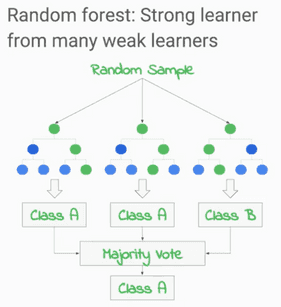 Random forest: Strong learner
from many weak learners
Random Sample
Class A
Class A
Class B
Majority Vote
Class A